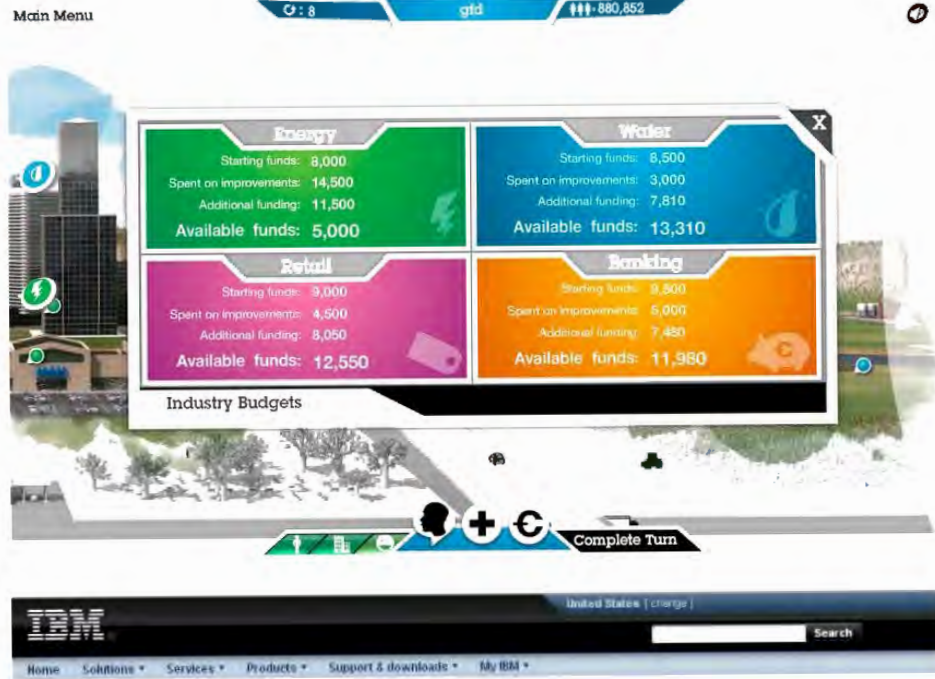 Main Menu
: 8
gfd
880,852
Energy
Starting funds: 8,000
Spent on improvements: 14,500
Additional funding: 11,500
Available funds: 5,000
Water
Starting funds: 8,500
Spent on improvements: 3,000
Additional funding: 7,810
Available funds: 13,310
Retail
Starting funds: 9,000
Spent on improvements: 4,500
Additional funding: 8,050
Available funds: 12,550
Banking
Starting funds: 9,500
Spent on improvements: 5,000
Additional funding: 7,480
Available funds: 11,980
X
Industry Budgets
Complete Turn
United States [ change ]
IBM
Search
Home Solutions Services Products Support & downloads My IBM